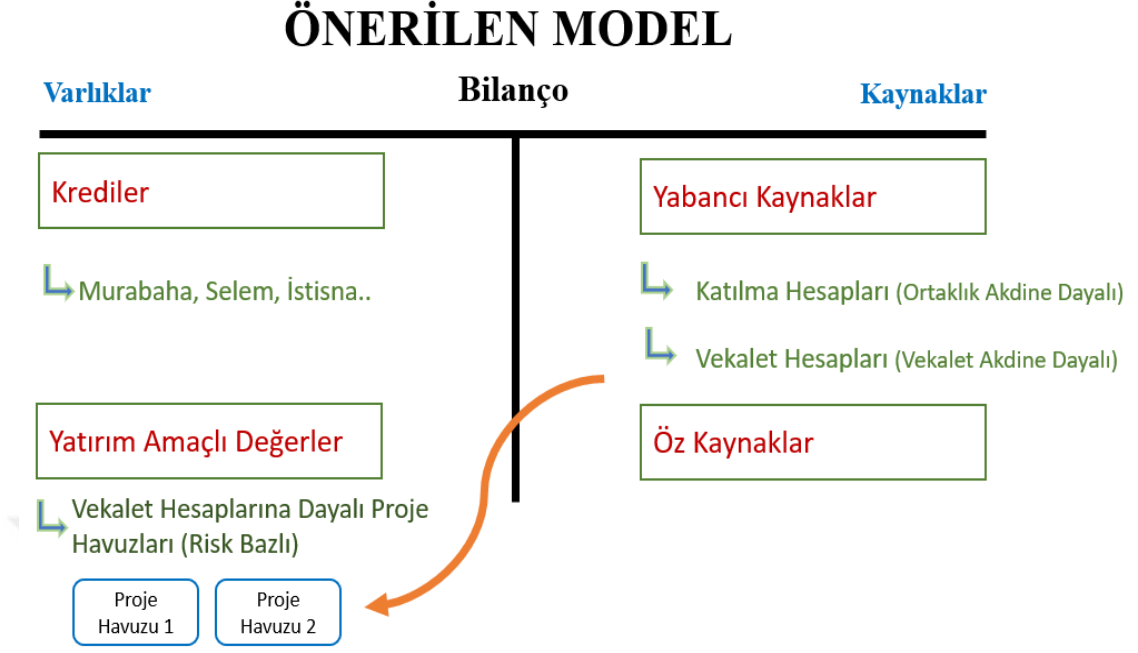 ÖNERİLEN MODEL
Varlıklar
Bilanço
Kaynaklar
Krediler
Murabaha, Selem, İstisna..
Yatırım Amaçlı Değerler
Vekalet Hesaplarına Dayalı Proje
Havuzları (Risk Bazlı)
Proje
Havuzu 1
Proje
Havuzu 2
Yabancı Kaynaklar
Katılma Hesapları (Ortaklık Akdine Dayalı)
Vekalet Hesapları (Vekalet Akdine Dayalı)
Öz Kaynaklar